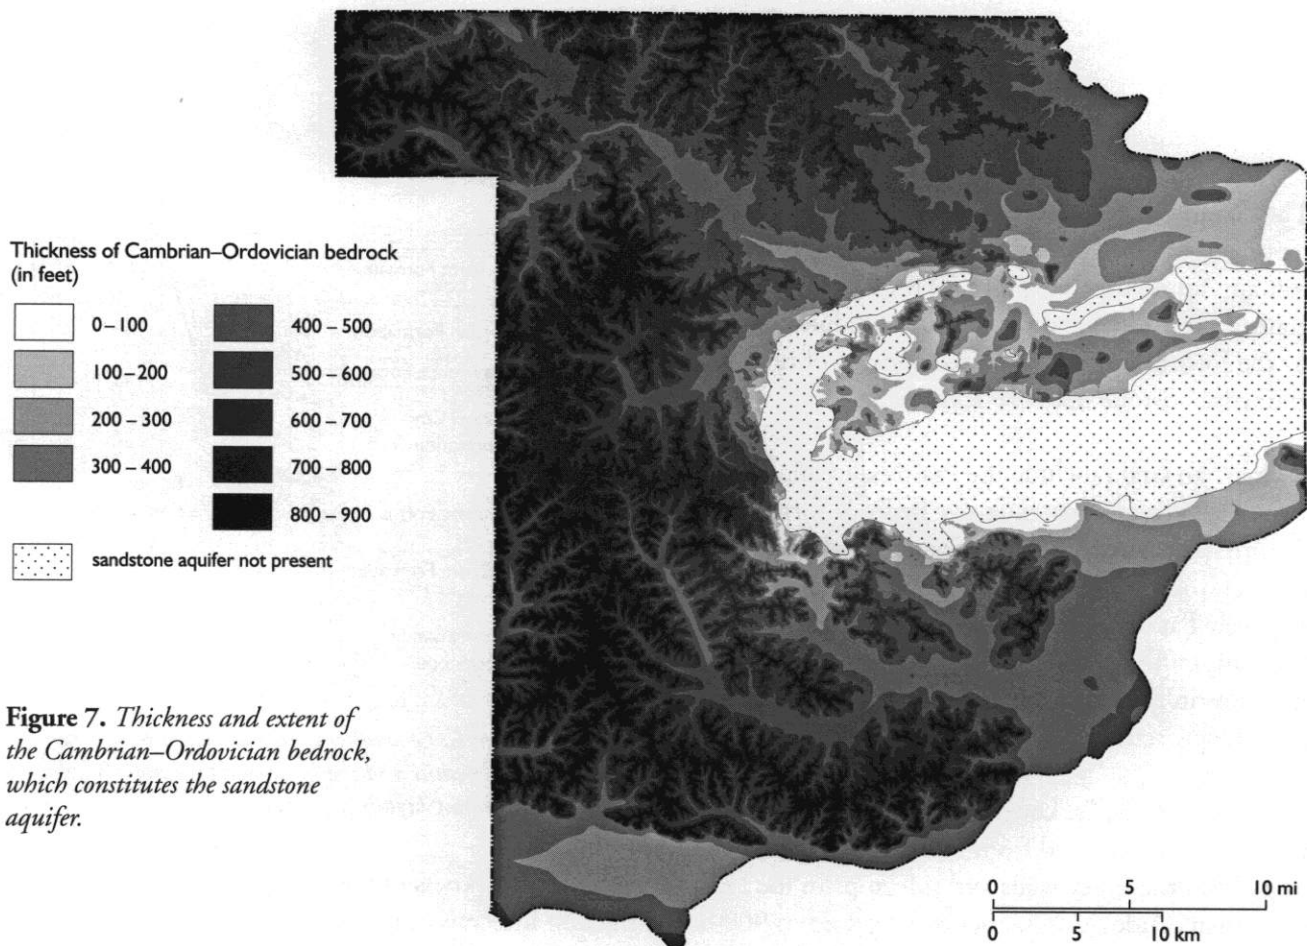 Thickness of Cambrian–Ordovician bedrock
(in feet)
0–100
100–200
200–300
300–400
400–500
500–600
600–700
700–800
800–900
sandstone aquifer not present
Figure 7. Thickness and extent of
the Cambrian–Ordovician bedrock,
which constitutes the sandstone
aquifer.
0 5 10 mi
0 5 10 km